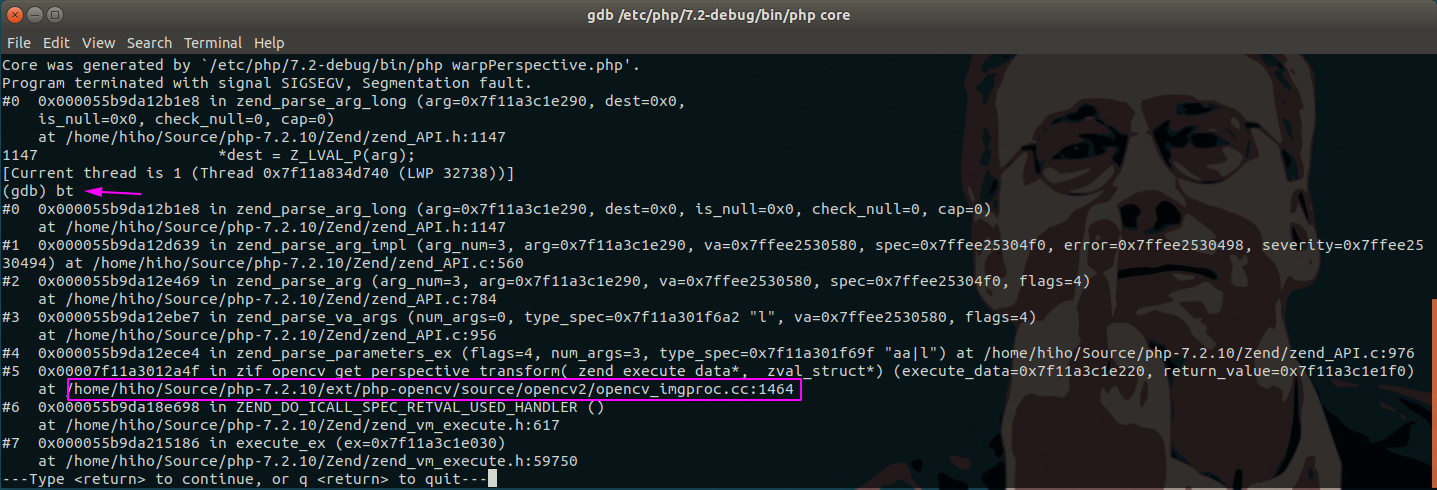 gdb /etc/php/7.2-debug/bin/php core
File Edit View Search Terminal Help
Core was generated by `/etc/php/7.2-debug/bin/php warpPerspective.php'.
Program terminated with signal SIGSEGV, Segmentation fault.
#0  0x000055b9da12b1e8 in zend_parse_arg_long (arg=0x7f11a3c1e290, dest=0x0,
    is_null=0x0, check_null=0, cap=0)
    at /home/hiho/Source/php-7.2.10/Zend/zend_API.h:1147
1147                    *dest = Z_LVAL_P(arg);
[Current thread is 1 (Thread 0x7f11a834d740 (LWP 32738))]
(gdb) bt
#0  0x000055b9da12b1e8 in zend_parse_arg_long (arg=0x7f11a3c1e290, dest=0x0, is_null=0x0, check_null=0, cap=0)
    at /home/hiho/Source/php-7.2.10/Zend/zend_API.h:1147
#1  0x000055b9da12d639 in zend_parse_arg_impl (arg_num=3, arg=0x7f11a3c1e290, va=0x7ffee2530580, spec=0x7ffee25304f0, error=0x7ffee2530498, severity=0x7ffee25
30494) at /home/hiho/Source/php-7.2.10/Zend/zend_API.c:560
#2  0x000055b9da12e469 in zend_parse_arg (arg_num=3, arg=0x7f11a3c1e290, va=0x7ffee2530580, spec=0x7ffee25304f0, flags=4)
    at /home/hiho/Source/php-7.2.10/Zend/zend_API.c:784
#3  0x000055b9da12ebe7 in zend_parse_va_args (num_args=0, type_spec=0x7f11a301f6a2 "l", va=0x7ffee2530580, flags=4)
    at /home/hiho/Source/php-7.2.10/Zend/zend_API.c:956
#4  0x000055b9da12ece4 in zend_parse_parameters_ex (flags=4, num_args=3, type_spec=0x7f11a301f69f "aa|l") at /home/hiho/Source/php-7.2.10/Zend/zend_API.c:976
#5  0x00007f11a3012a4f in zif_opencv_get_perspective_transform(_zend_execute_data*, _zval_struct*) (execute_data=0x7f11a3c1e220, return_value=0x7f11a3c1e1f0)
    at /home/hiho/Source/php-7.2.10/ext/php-opencv/source/opencv2/opencv_imgproc.cc:1464
#6  0x000055b9da18e698 in ZEND_DO_ICALL_SPEC_RETVAL_USED_HANDLER ()
    at /home/hiho/Source/php-7.2.10/Zend/zend_vm_execute.h:617
#7  0x000055b9da215186 in execute_ex (ex=0x7f11a3c1e030)
    at /home/hiho/Source/php-7.2.10/Zend/zend_vm_execute.h:59750
---Type <return> to continue, or q <return> to quit---